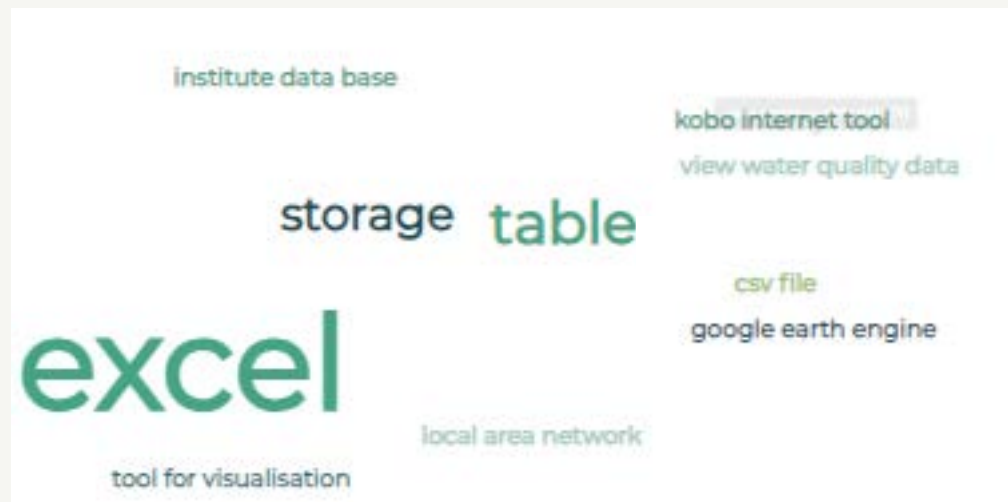 institute data base
kobo internet tool
view water quality data
storage table
csv file
google earth engine
excel
local area network
tool for visualisation